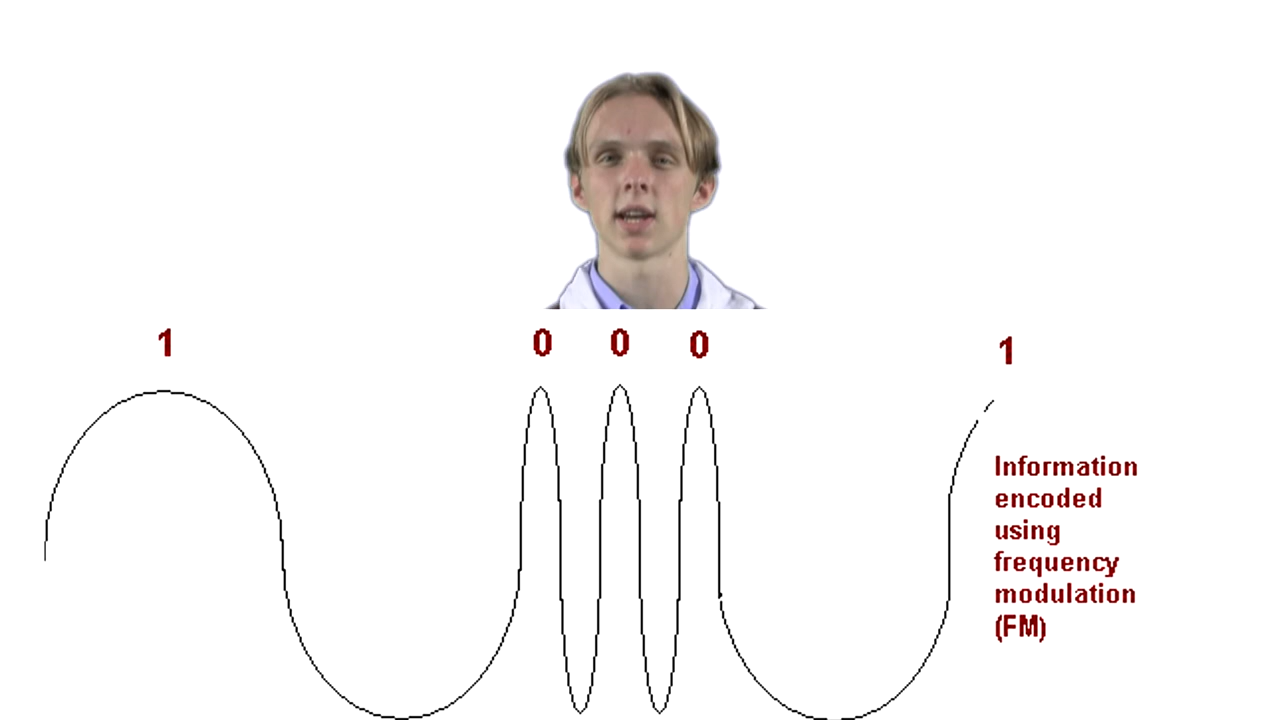 1 0 0 0 1
Information
encoded
using
frequency
modulation
(FM)